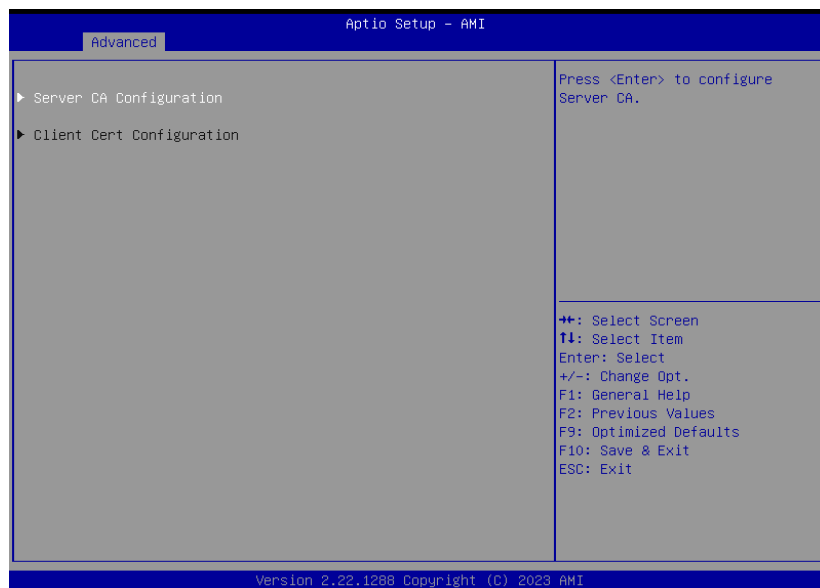 Aptio Setup – AMI
Advanced
▶ Server CA Configuration
▶ Client Cert Configuration
Press <Enter> to configure
Server CA.
→←: Select Screen
↑↓: Select Item
Enter: Select
+/-: Change Opt.
F1: General Help
F2: Previous Values
F9: Optimized Defaults
F10: Save & Exit
ESC: Exit
Version 2.22.1288 Copyright (C) 2023 AMI